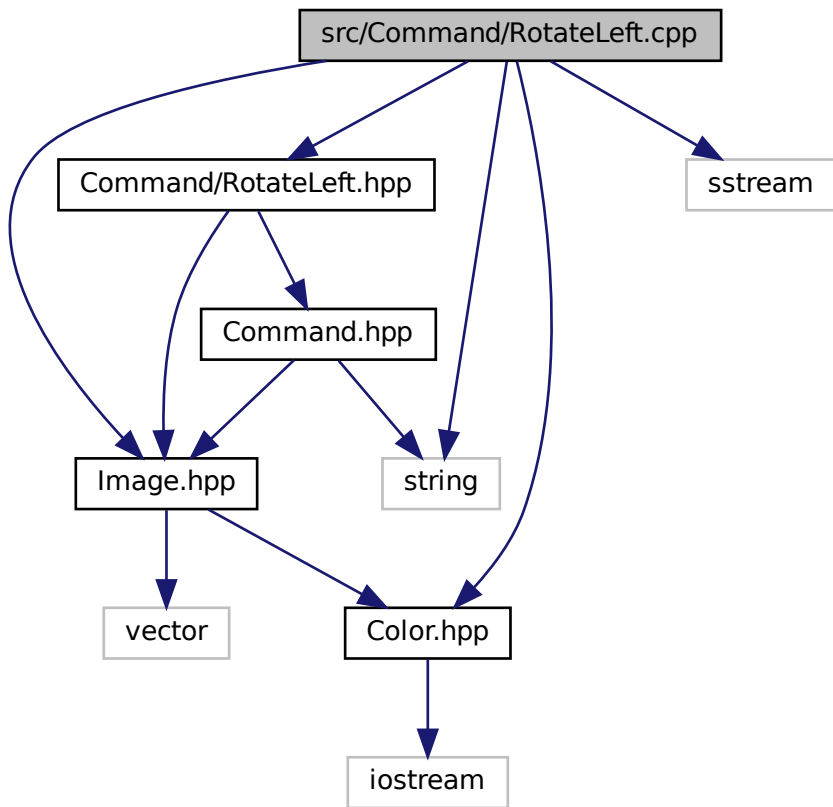 src/Command/RotateLeft.cpp
Command/RotateLeft.hpp
sstream
Command.hpp
Image.hpp
string
vector
Color.hpp
iostream